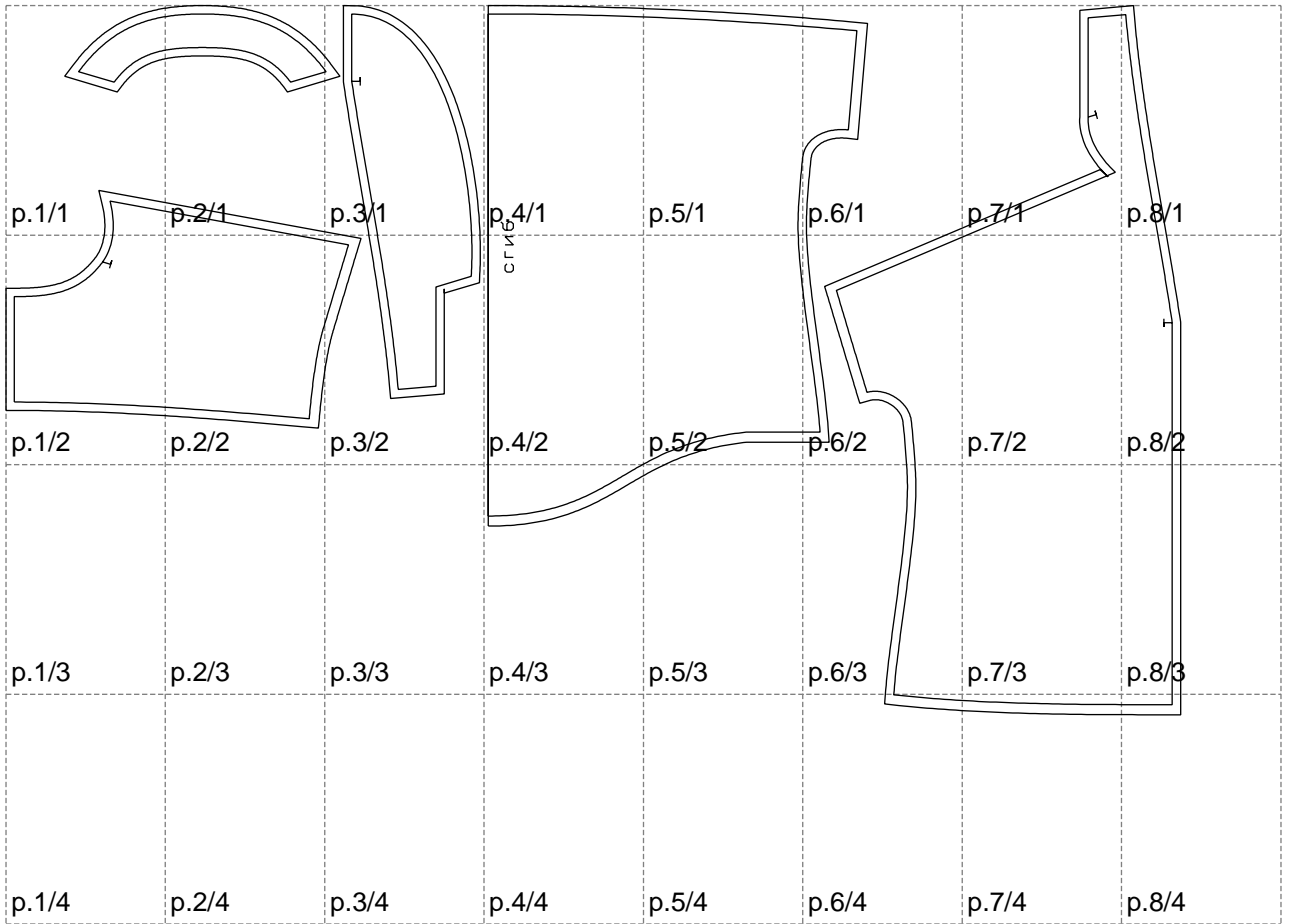 p.1/1
p.2/1
p.3/1
p.4/1
p.5/1
p.6/1
p.7/1
p.8/1
сгиб
p.1/2
p.2/2
p.3/2
p.4/2
p.5/2
p.6/2
p.7/2
p.8/2
p.1/3
p.2/3
p.3/3
p.4/3
p.5/3
p.6/3
p.7/3
p.8/3
p.1/4
p.2/4
p.3/4
p.4/4
p.5/4
p.6/4
p.7/4
p.8/4